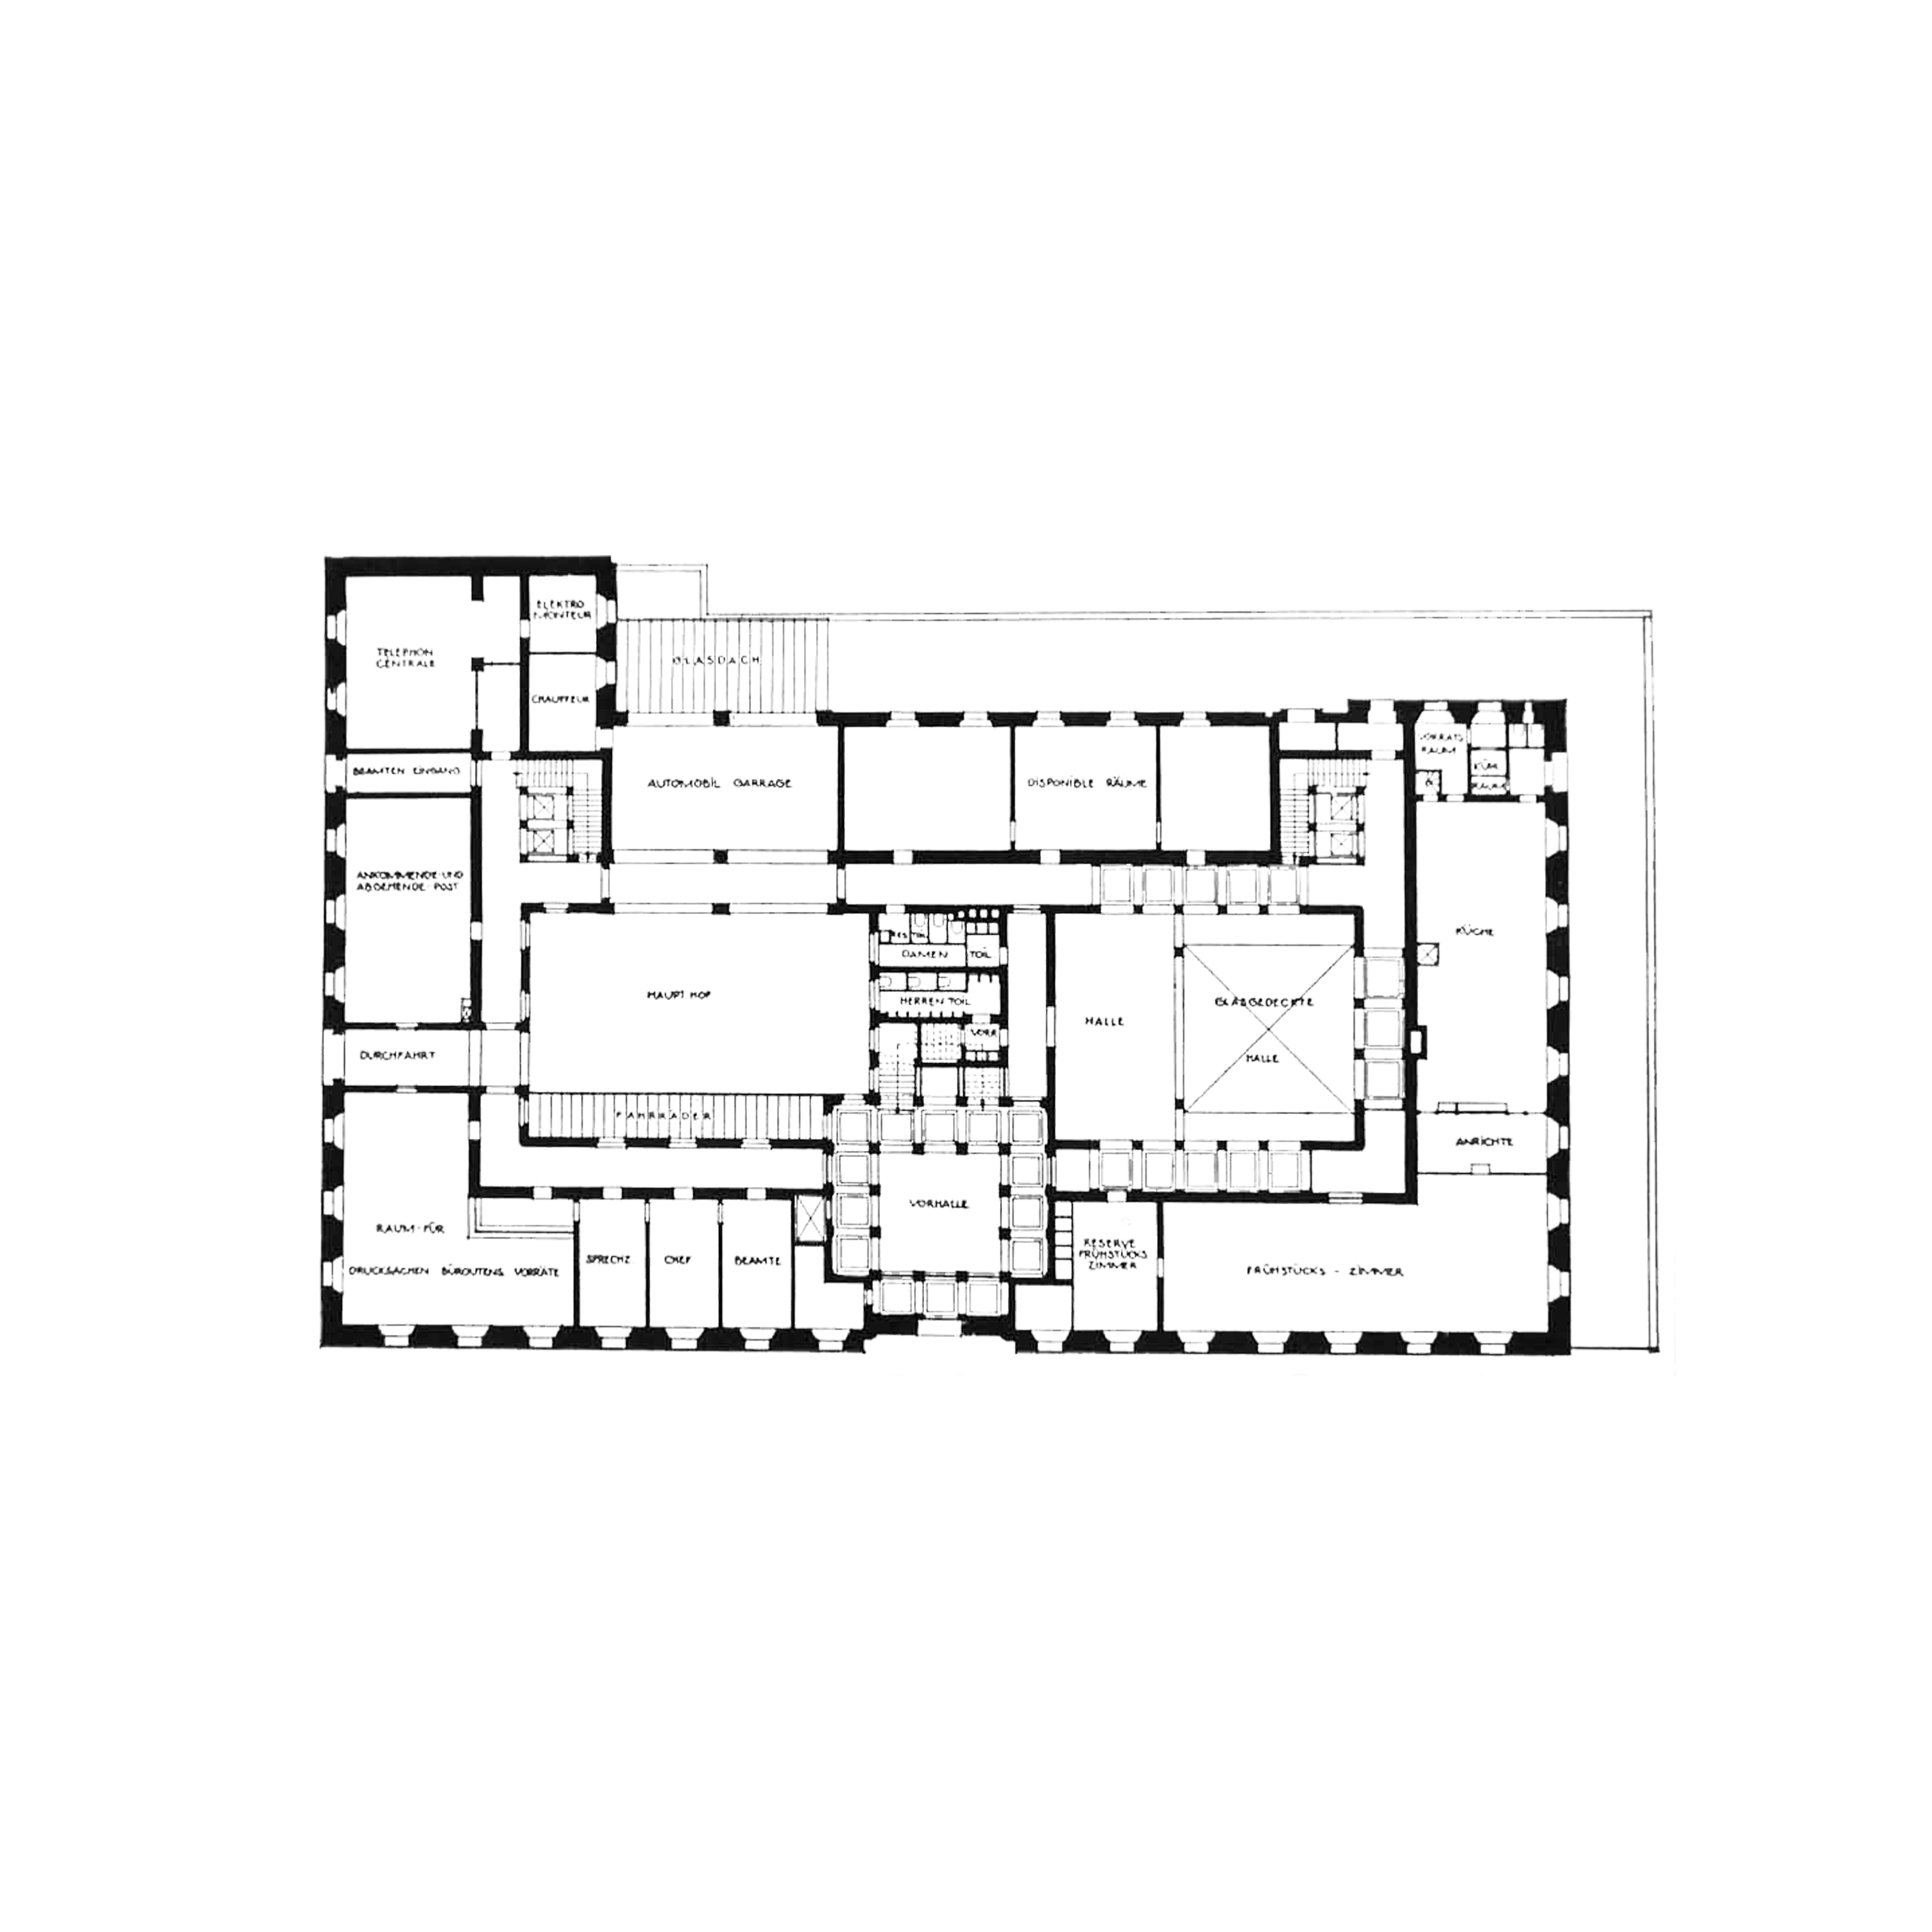 ELEKTRO
MONTEUR
TELEPHON
CENTRALE
GLASDACH
CHAUFFEUR
VORRATS
RAUM
BEAMTEN EINGANG
KÜHL
RAUM
AUTOMOBIL GARRAGE
DISPONIBLE RÄUME
ANKOMMENDE·UND
ABGEHENDE·POST
KÜCHE
DAMEN
TOIL
HAUPT HOF
HERREN TOIL
GLASGEDECKTE
HALLE
HALLE
VORR
DURCHFAHRT
FAHRRÄDER
ANRICHTE
VORHALLE
RAUM·FÜR
DRUCKSACHEN BÜROUTENS. VORRÄTE
SPRECHZ.
CHEF
BEAMTE
RESERVE
FRÜHSTÜCKS
ZIMMER
FRÜHSTÜCKS - ZIMMER